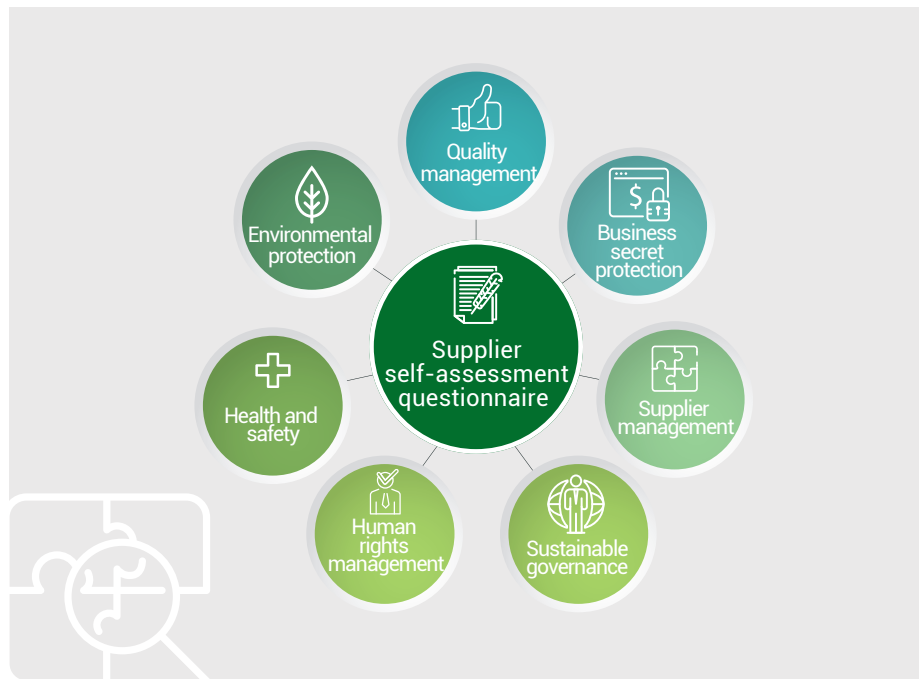 Quality
management
Business
secret
protection
Supplier
management
Sustainable
governance
Human
rights
management
Health and
safety
Environmental
protection
Supplier
self-assessment
questionnaire
$